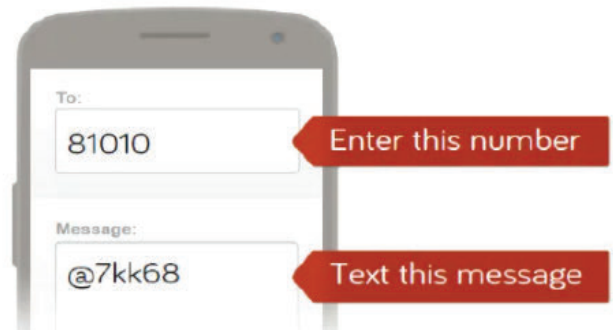 To:
81010
Enter this number
Message:
@7kk68
Text this message